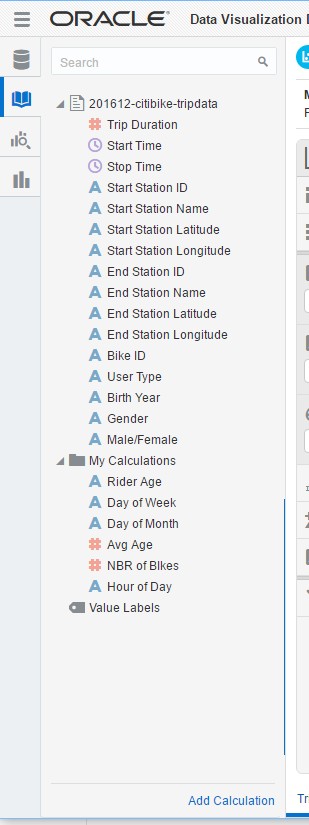 ORACLE Data Visualization
Search
201612-citibike-tripdata
Trip Duration
Start Time
Stop Time
Start Station ID
Start Station Name
Start Station Latitude
Start Station Longitude
End Station ID
End Station Name
End Station Latitude
End Station Longitude
Bike ID
User Type
Birth Year
Gender
Male/Female
My Calculations
Rider Age
Day of Week
Day of Month
Avg Age
NBR of BIkes
Hour of Day
Value Labels
Add Calculation